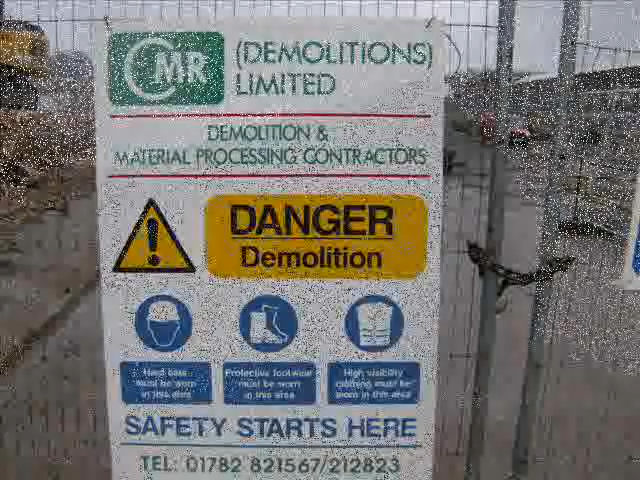 CMR (DEMOLITIONS)
LIMITED
DEMOLITION &
MATERIAL PROCESSING CONTRACTORS
DANGER
Demolition
Hard hats
must be worn
in this area
Protective footwear
must be worn
in this area
High visibility
clothing must be
worn in this area
SAFETY STARTS HERE
TEL: 01782 821567/212823